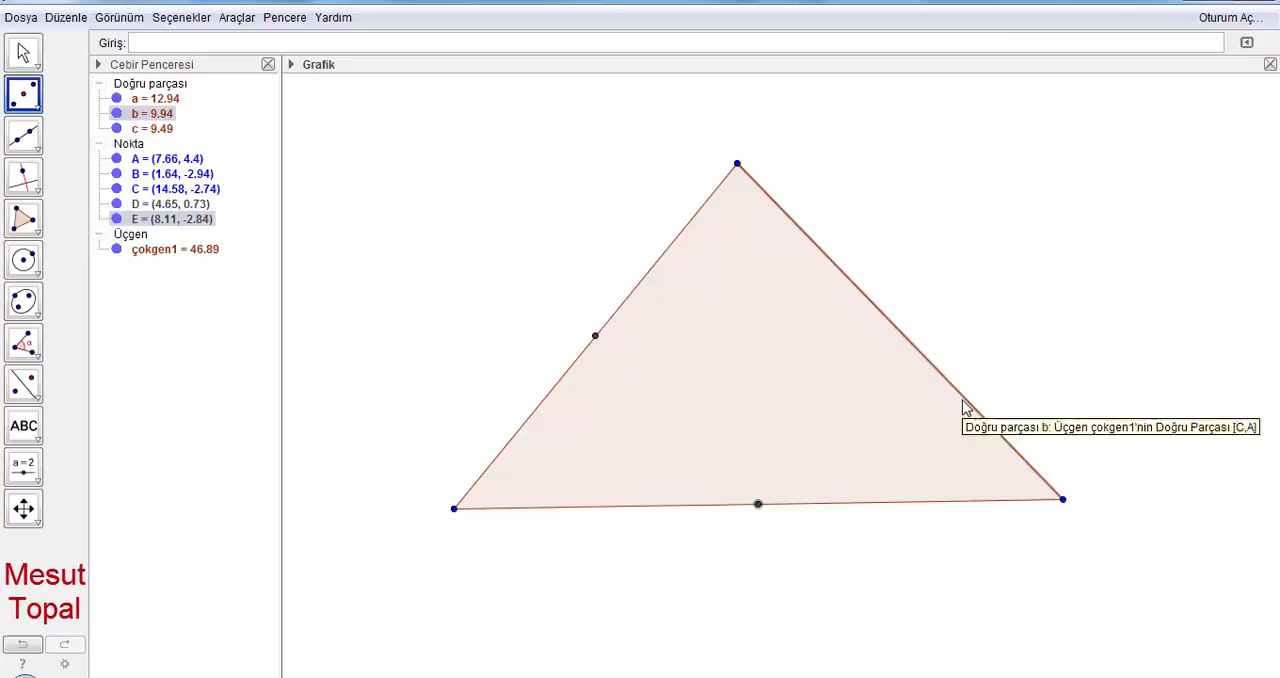 Dosya Düzenle Görünüm Seçenekler Araçlar Pencere Yardım
Oturum Aç...
Giriş:
Cebir Penceresi
Grafik
Doğru parçası
a = 12.94
b = 9.94
c = 9.49
Nokta
A = (7.66, 4.4)
B = (1.64, -2.94)
C = (14.58, -2.74)
D = (4.65, 0.73)
E = (8.11, -2.84)
Üçgen
çokgen1 = 46.89
Doğru parçası b: Üçgen çokgen1'nin Doğru Parçası [C,A]
α
ABC
a=2
Mesut
Topal
?